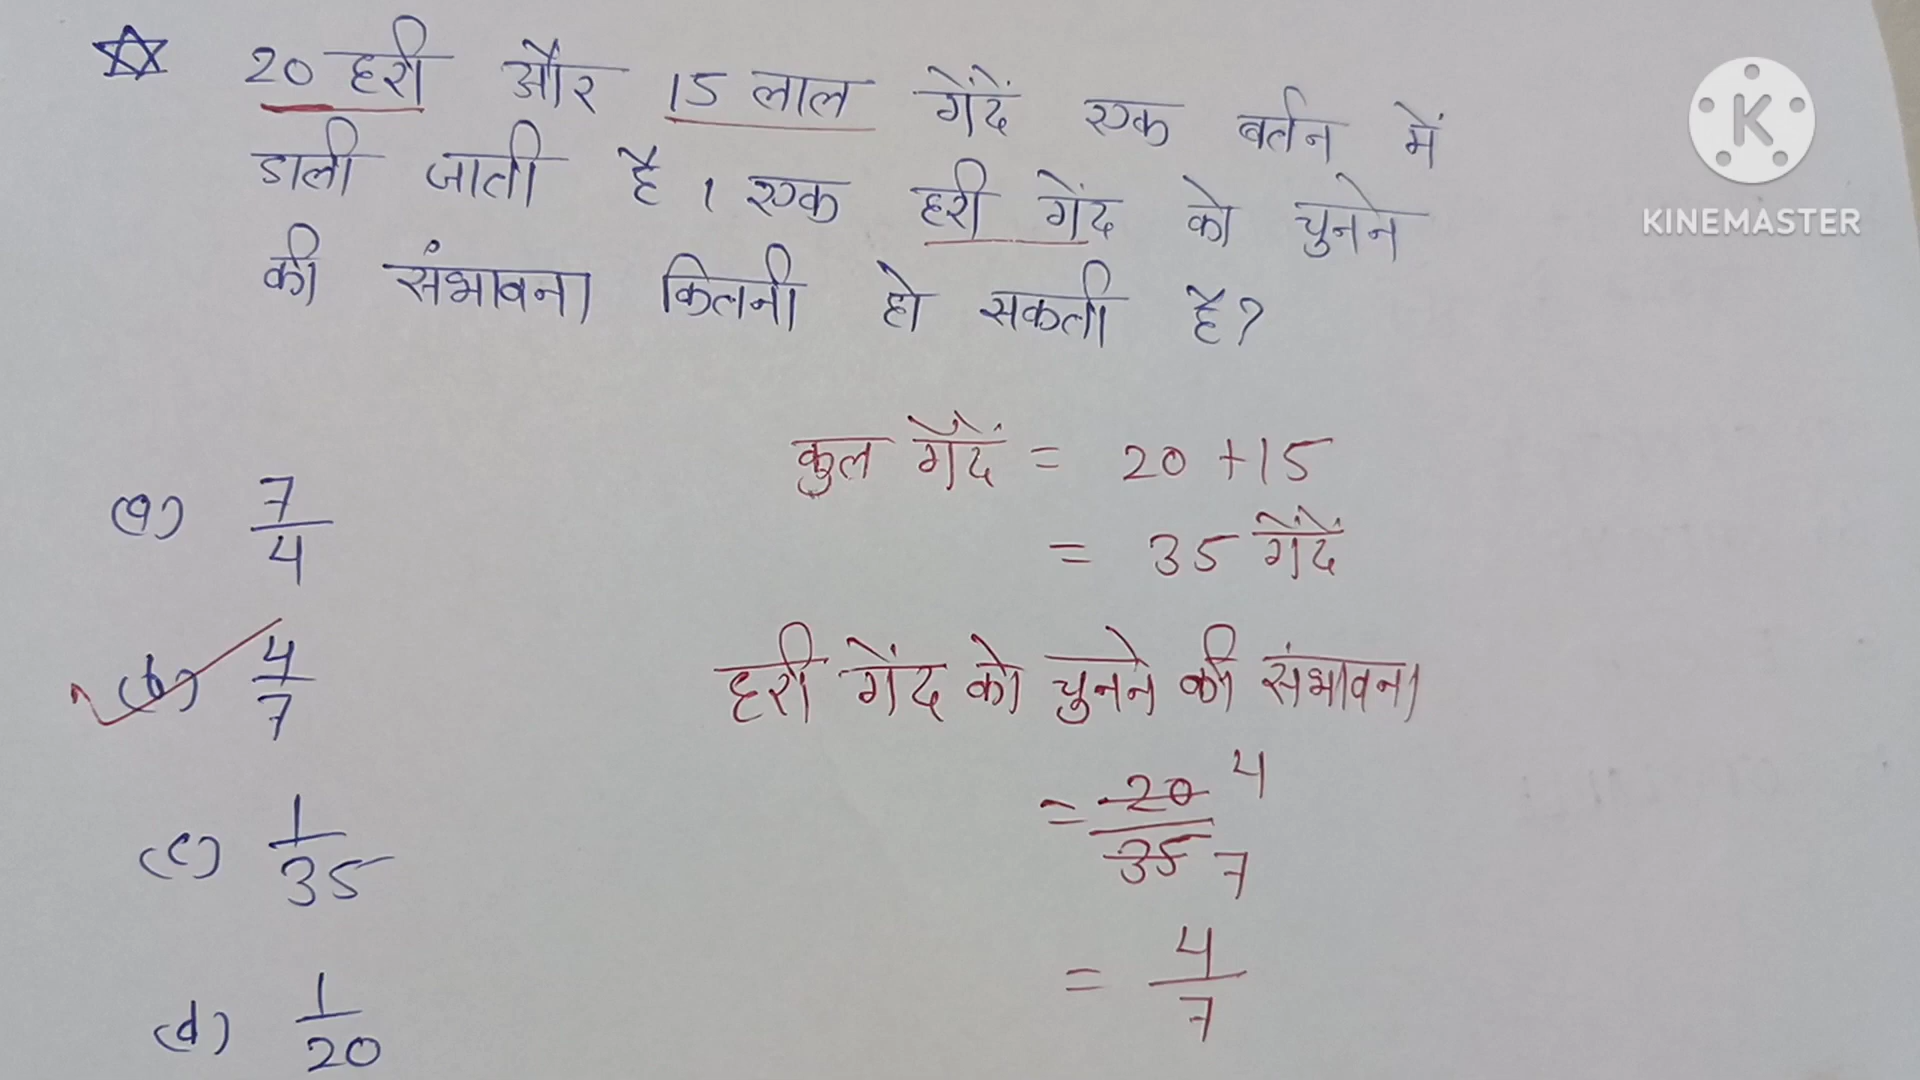 20 हरी और 15 लाल गेंदें एक बर्तन में
डाली जाती है। एक हरी गेंद को चुनने
की संभावना कितनी हो सकती है?
K
KINEMASTER
कुल गेंदें = 20 + 15
= 35 गेंदें
(a) 7/4
हरी गेंद को चुनने की संभावना
(b) 4/7
= 20/35 4/7
(c) 1/35
= 4/7
(d) 1/20